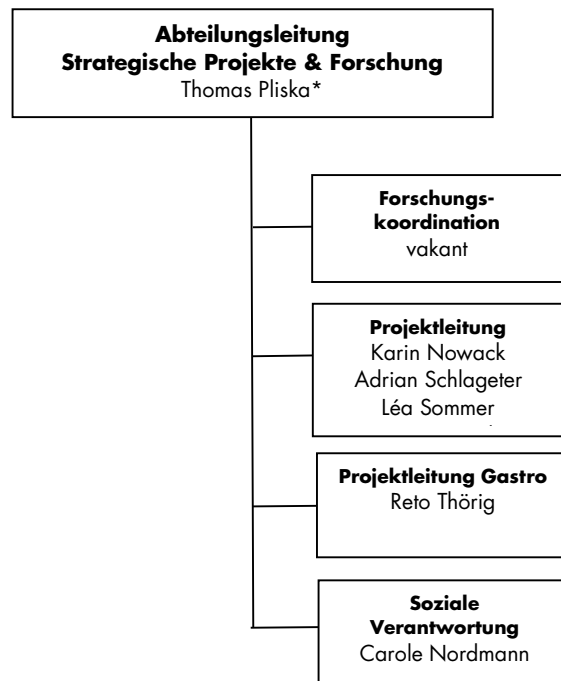 Abteilungsleitung
Strategische Projekte & Forschung
Thomas Pliska*
Forschungs-
koordination
vakant
Projektleitung
Karin Nowack
Adrian Schlageter
Léa Sommer
Projektleitung Gastro
Reto Thörig
Soziale
Verantwortung
Carole Nordmann